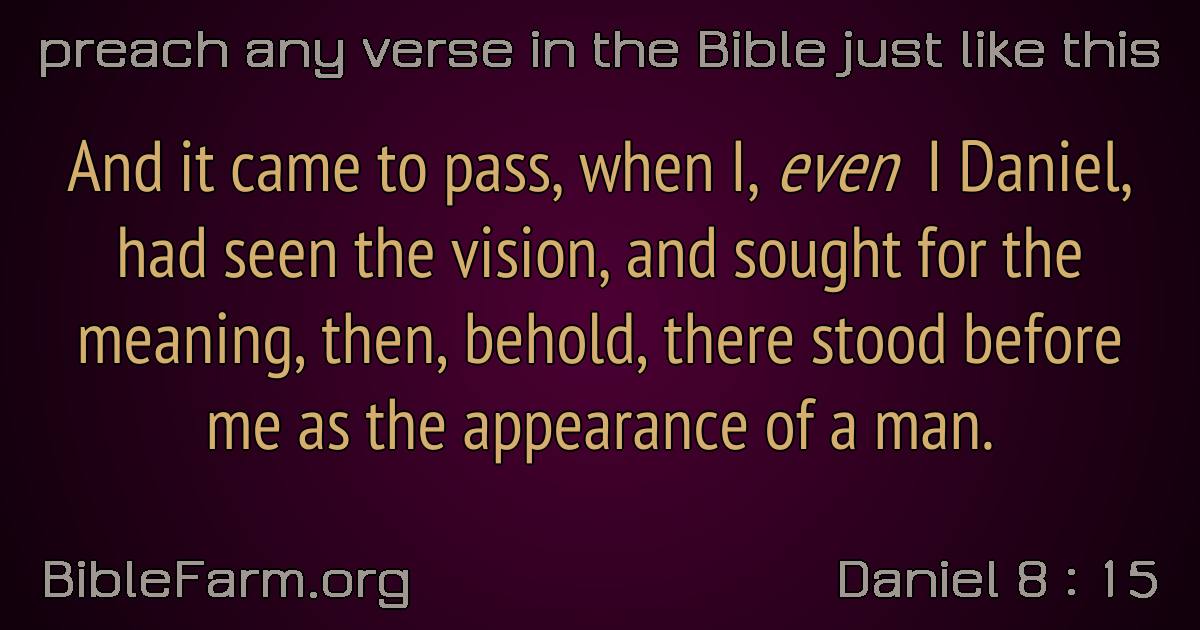 preach any verse in the Bible just like this
And it came to pass, when I, even I Daniel,
had seen the vision, and sought for the
meaning, then, behold, there stood before
me as the appearance of a man.
BibleFarm.org
Daniel 8 : 15